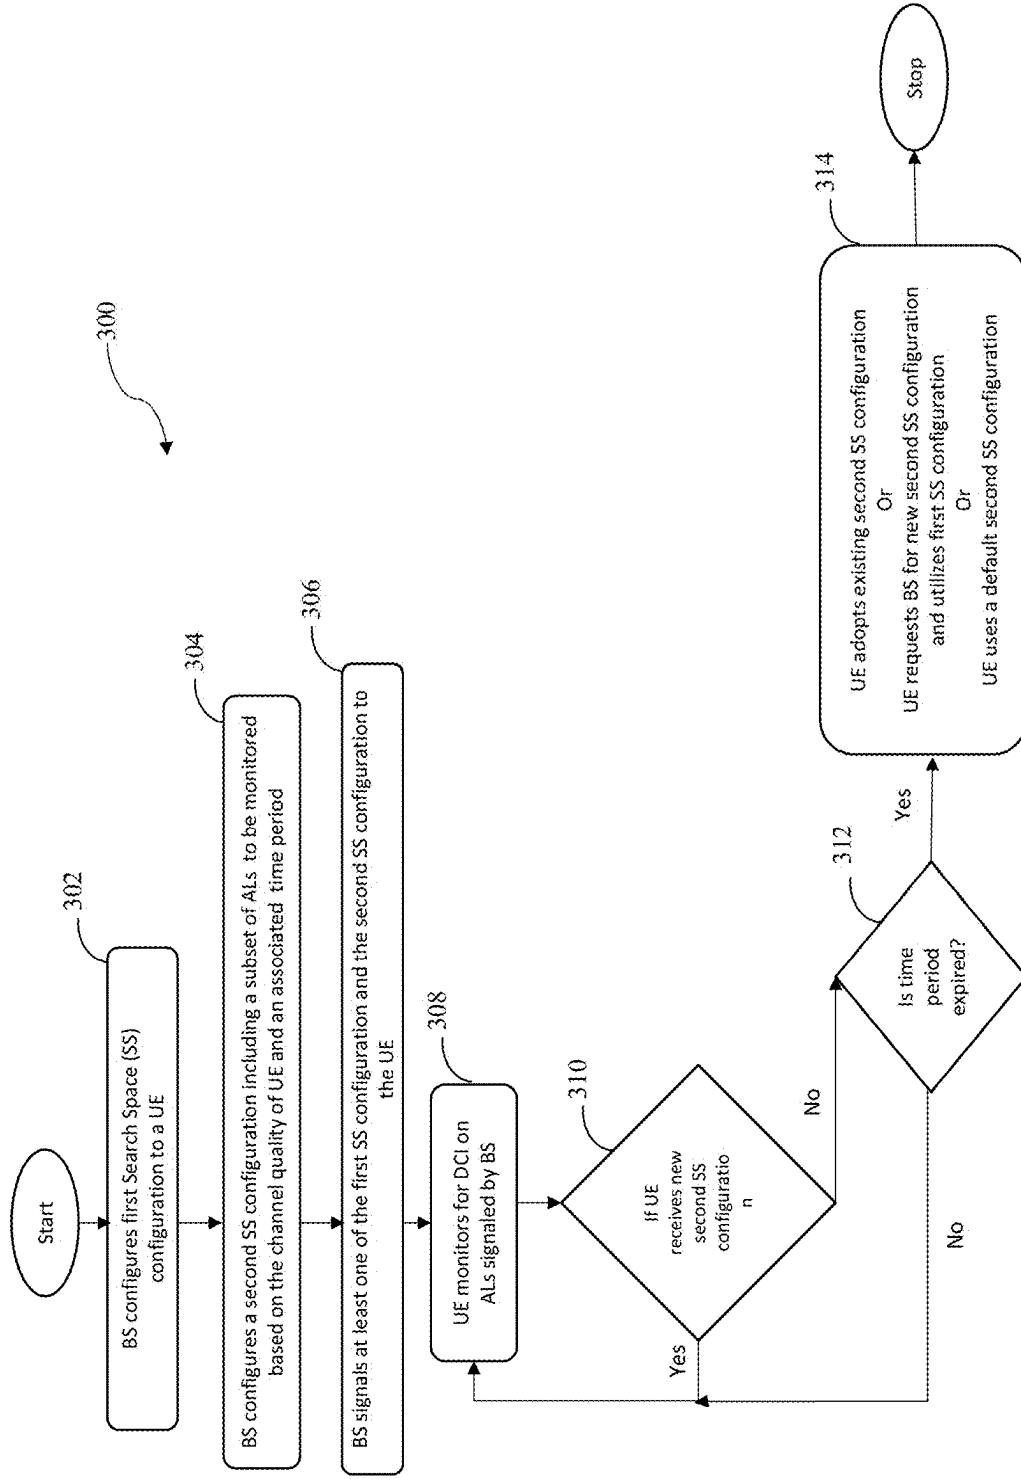 300
Start
302
BS configures first Search Space (SS)
configuration to a UE
304
BS configures a second SS configuration including a subset of ALs to be monitored
based on the channel quality of UE and an associated time period
306
BS signals at least one of the first SS configuration and the second SS configuration to
the UE
308
UE monitors for DCI on
ALs signaled by BS
310
If UE
receives new
second SS
configuratio
n
Yes
No
312
Is time
period
expired?
No
Yes
314
UE adopts existing second SS configuration
Or
UE requests BS for new second SS configuration
and utilizes first SS configuration
Or
UE uses a default second SS configuration
Stop